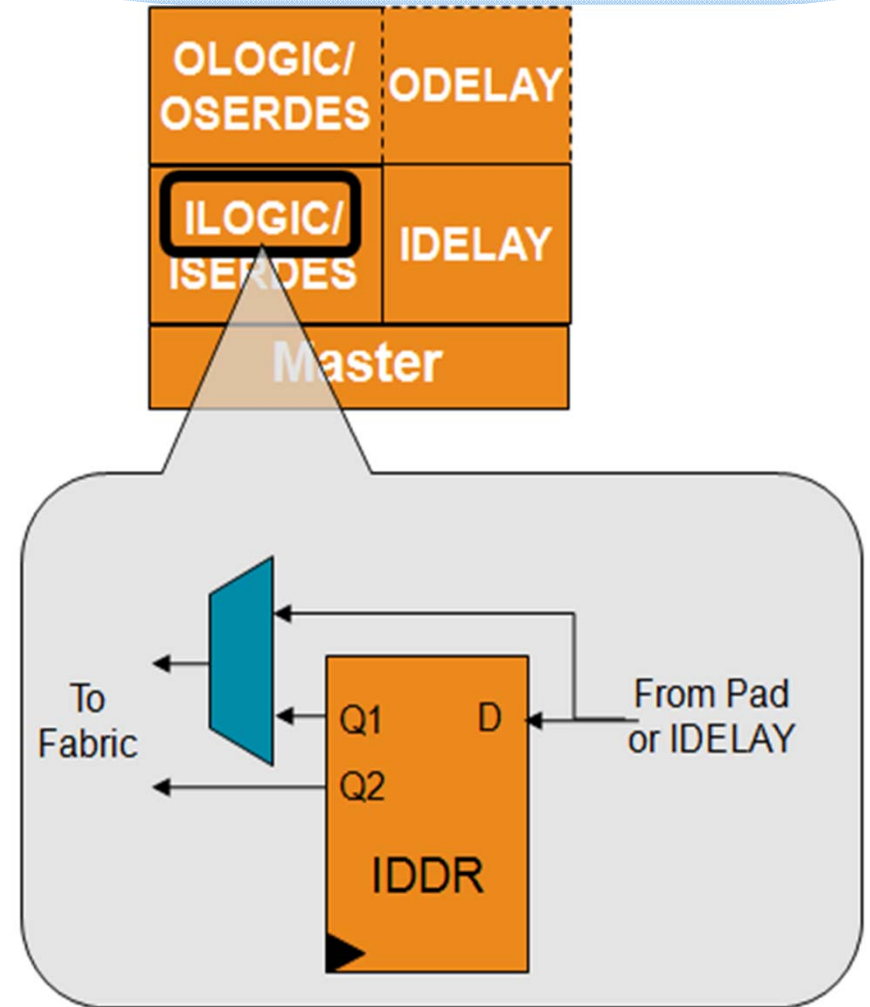 OLOGIC/
OSERDES
ODELAY
ILOGIC/
ISERDES
IDELAY
Master
To
Fabric
Q1
D
Q2
IDDR
From Pad
or IDELAY